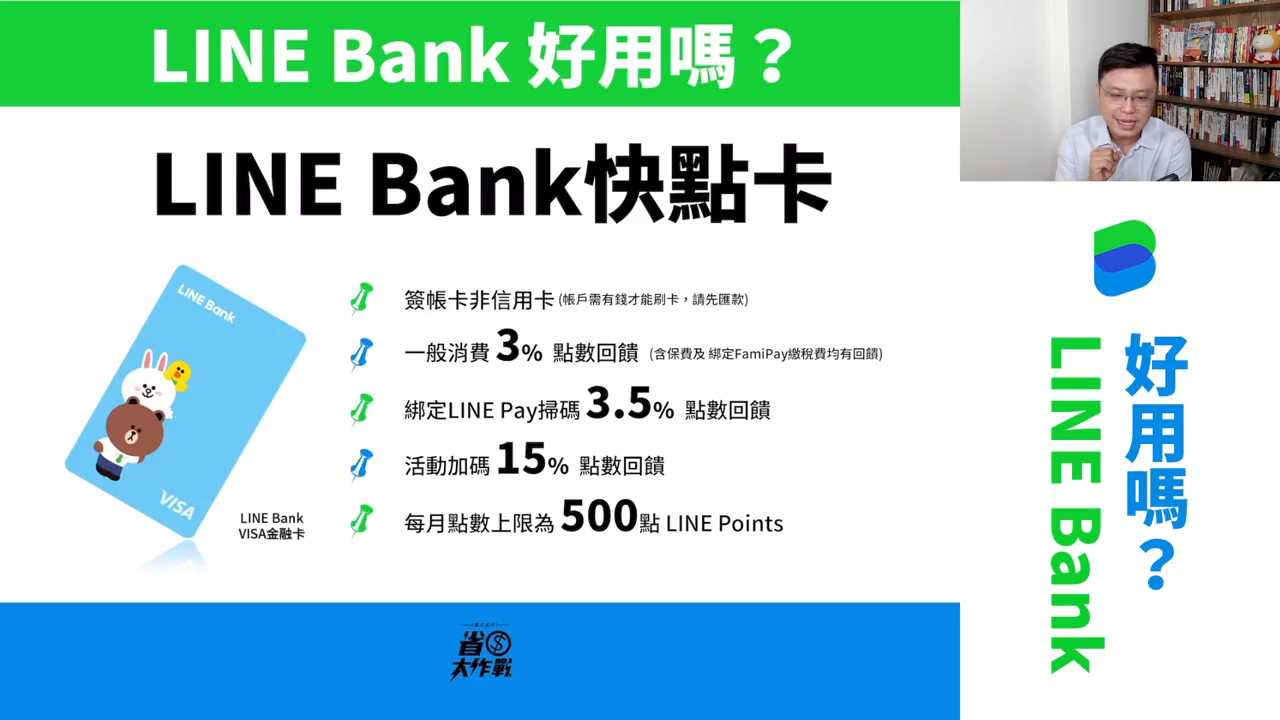 LINE Bank 好用嗎？
LINE Bank快點卡
LINE Bank
VISA
LINE Bank
VISA金融卡
簽帳卡非信用卡 (帳戶需有錢才能刷卡，請先匯款)
一般消費 3% 點數回饋 (含保費及 綁定FamiPay繳稅費均有回饋)
綁定LINE Pay掃碼 3.5% 點數回饋
活動加碼 15% 點數回饋
每月點數上限為 500點 LINE Points
省$
大作戰
好用嗎？
LINE Bank